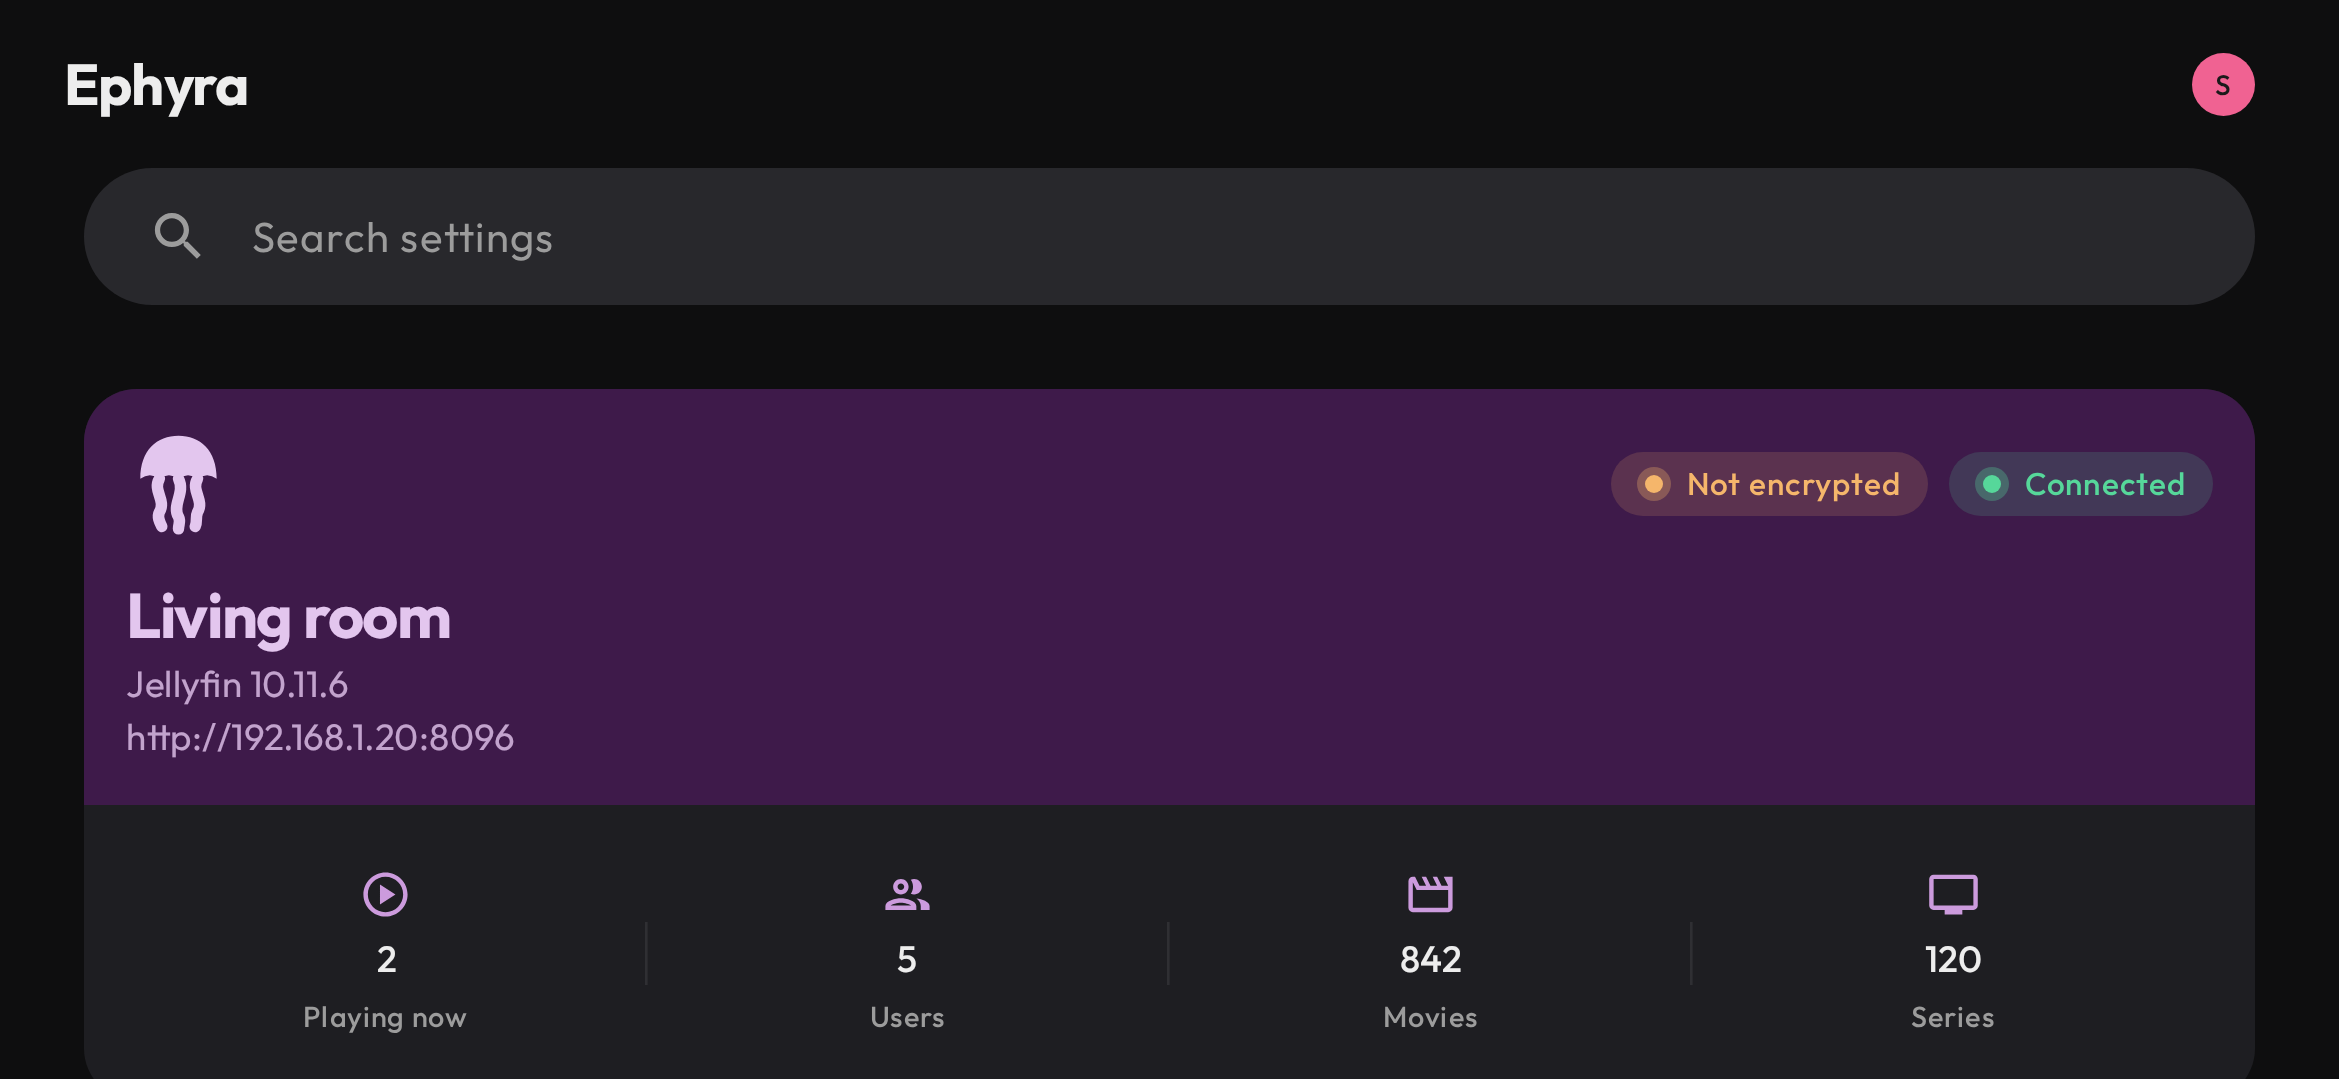 Ephyra
S
Search settings
Not encrypted
Connected
Living room
Jellyfin 10.11.6
http://192.168.1.20:8096
2
Playing now
5
Users
842
Movies
120
Series